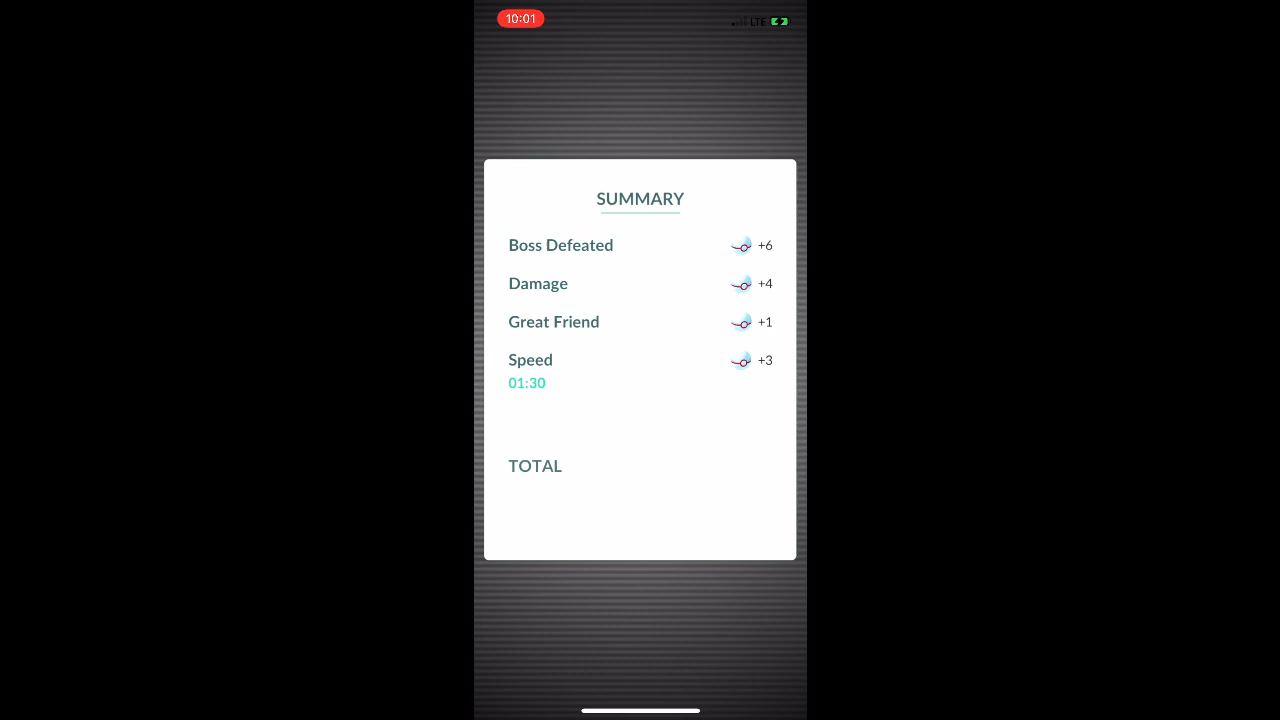 10:01
LTE
SUMMARY
Boss Defeated +6
Damage +4
Great Friend +1
Speed +3
01:30
TOTAL